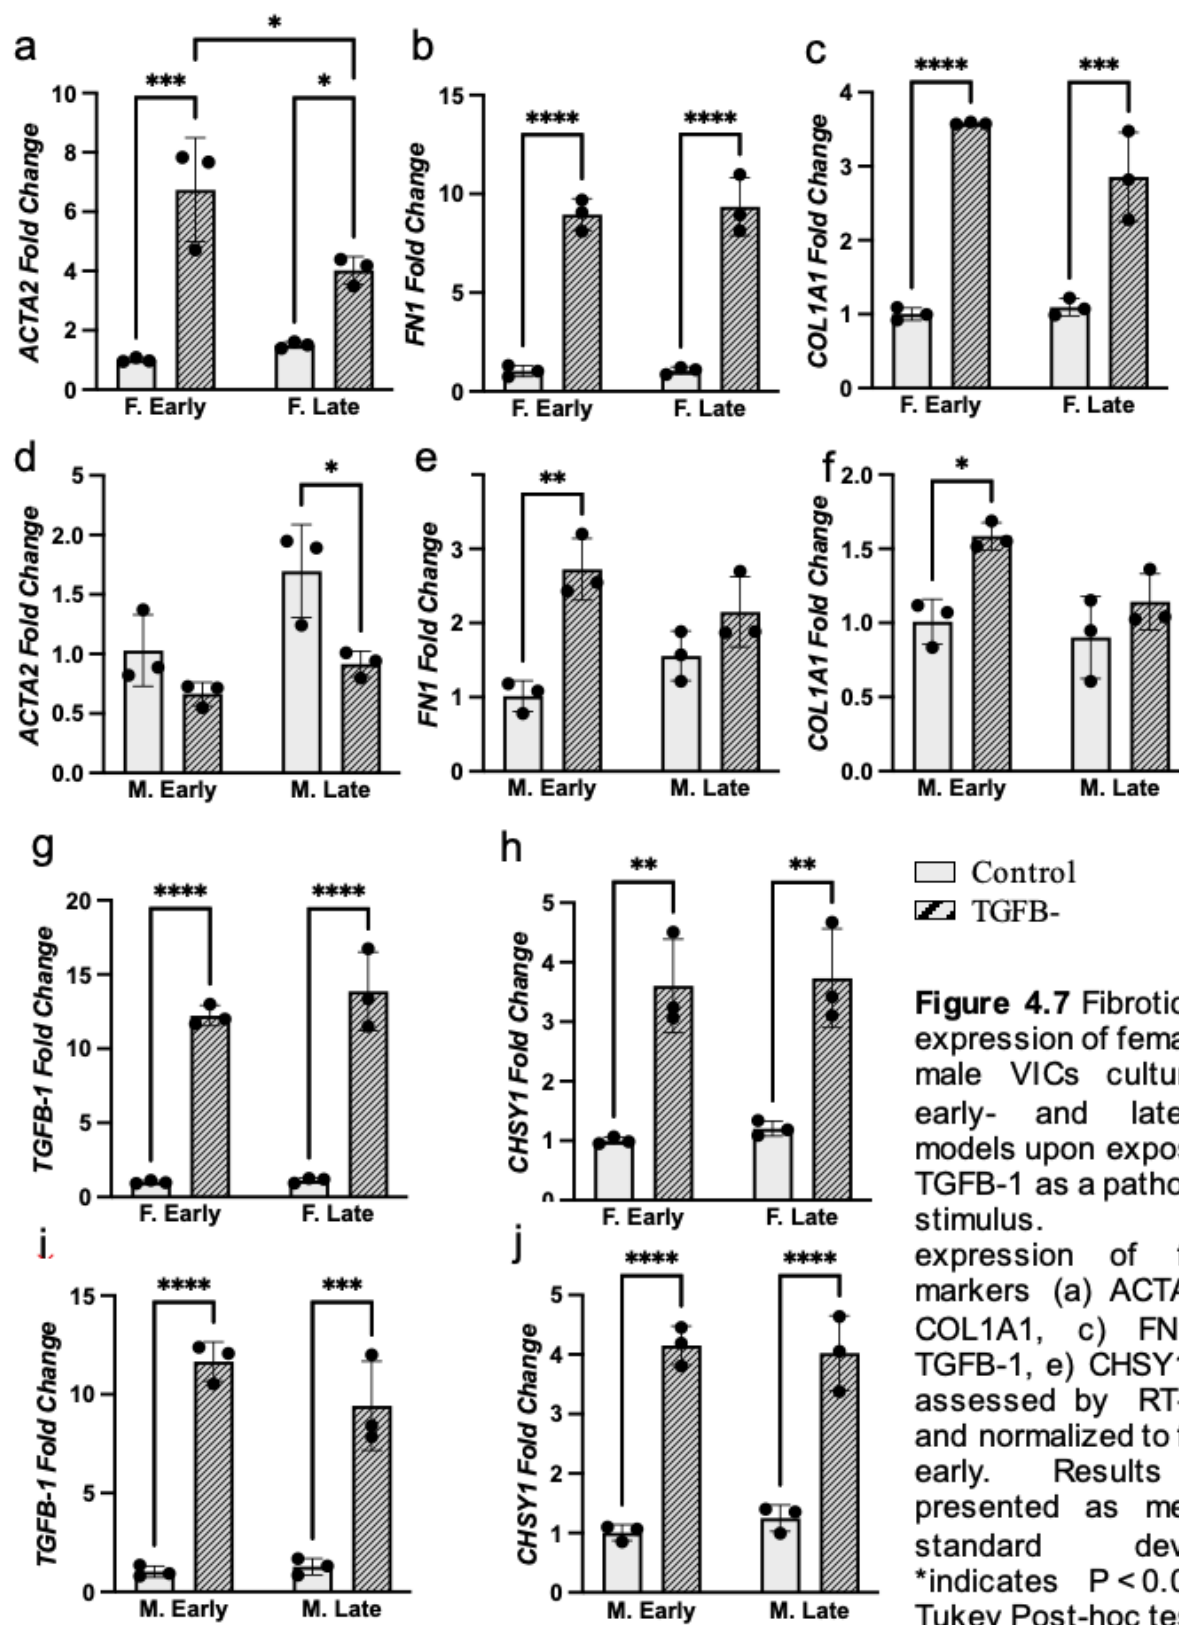 a
*
***
*
ACTA2 Fold Change
10
8
6
4
2
0
F. Early
F. Late
b
****
****
FN1 Fold Change
15
10
5
0
F. Early
F. Late
c
****
***
COL1A1 Fold Change
4
3
2
1
0
F. Early
F. Late
d
*
ACTA2 Fold Change
5
2.0
1.5
1.0
0.5
0.0
M. Early
M. Late
e
**
FN1 Fold Change
3
2
1
0
M. Early
M. Late
f
*
COL1A1 Fold Change
2.0
1.5
1.0
0.5
0.0
M. Early
M. Late
g
****
****
TGFB-1 Fold Change
20
15
10
5
0
F. Early
F. Late
h
**
**
CHSY1 Fold Change
5
4
3
2
1
0
F. Early
F. Late
i
****
***
TGFB-1 Fold Change
15
10
5
0
M. Early
M. Late
j
****
****
CHSY1 Fold Change
5
4
3
2
1
0
M. Early
M. Late
Control
TGFB-
Figure 4.7 Fibrotic
expression of fema
male VICs cultur
early- and late
models upon expos
TGFB-1 as a patho
stimulus.
expression of f
markers (a) ACTA
COL1A1, c) FN
TGFB-1, e) CHSY1
assessed by RT-
and normalized to f
early. Results
presented as me
standard dev
*indicates P < 0.0
Tukey Post-hoc tes